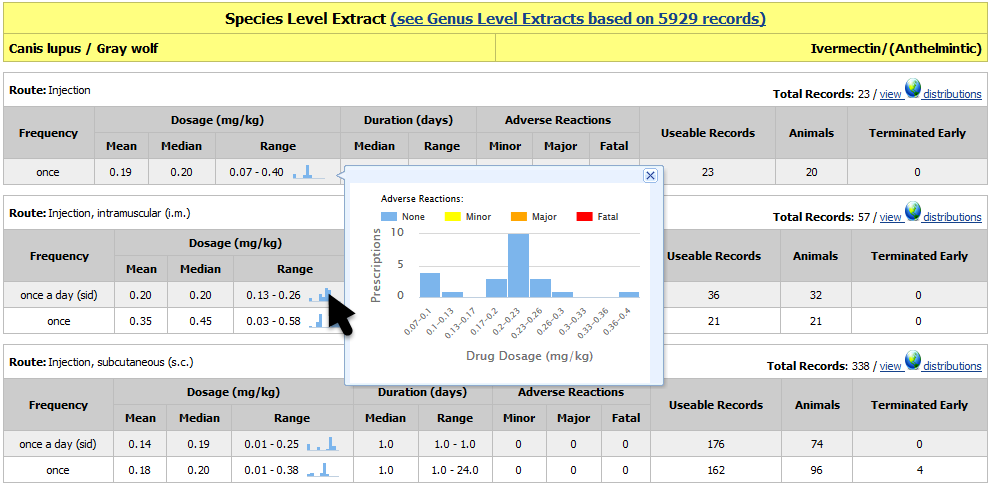 Species Level Extract (see Genus Level Extracts based on 5929 records)
Canis lupus / Gray wolf Ivermectin/(Anthelmintic)
Route: Injection Total Records: 23 / view distributions
Frequency Dosage (mg/kg) Duration (days) Adverse Reactions Useable Records Animals Terminated Early
Mean Median Range Median Range Minor Major Fatal
once 0.19 0.20 0.07 - 0.40 23 20 0
Adverse Reactions:
None Minor Major Fatal
Prescriptions
10
5
0
0.07-0.1 0.1-0.13 0.13-0.17 0.17-0.2 0.2-0.23 0.23-0.26 0.26-0.3 0.3-0.33 0.33-0.36 0.36-0.4
Drug Dosage (mg/kg)
Route: Injection, intramuscular (i.m.) Total Records: 57 / view distributions
Frequency Dosage (mg/kg) Useable Records Animals Terminated Early
Mean Median Range
once a day (sid) 0.20 0.20 0.13 - 0.26 36 32 0
once 0.35 0.45 0.03 - 0.58 21 21 0
Route: Injection, subcutaneous (s.c.) Total Records: 338 / view distributions
Frequency Dosage (mg/kg) Duration (days) Adverse Reactions Useable Records Animals Terminated Early
Mean Median Range Median Range Minor Major Fatal
once a day (sid) 0.14 0.19 0.01 - 0.25 1.0 1.0 - 1.0 0 0 0 176 74 0
once 0.18 0.20 0.01 - 0.38 1.0 1.0 - 24.0 0 0 0 162 96 4